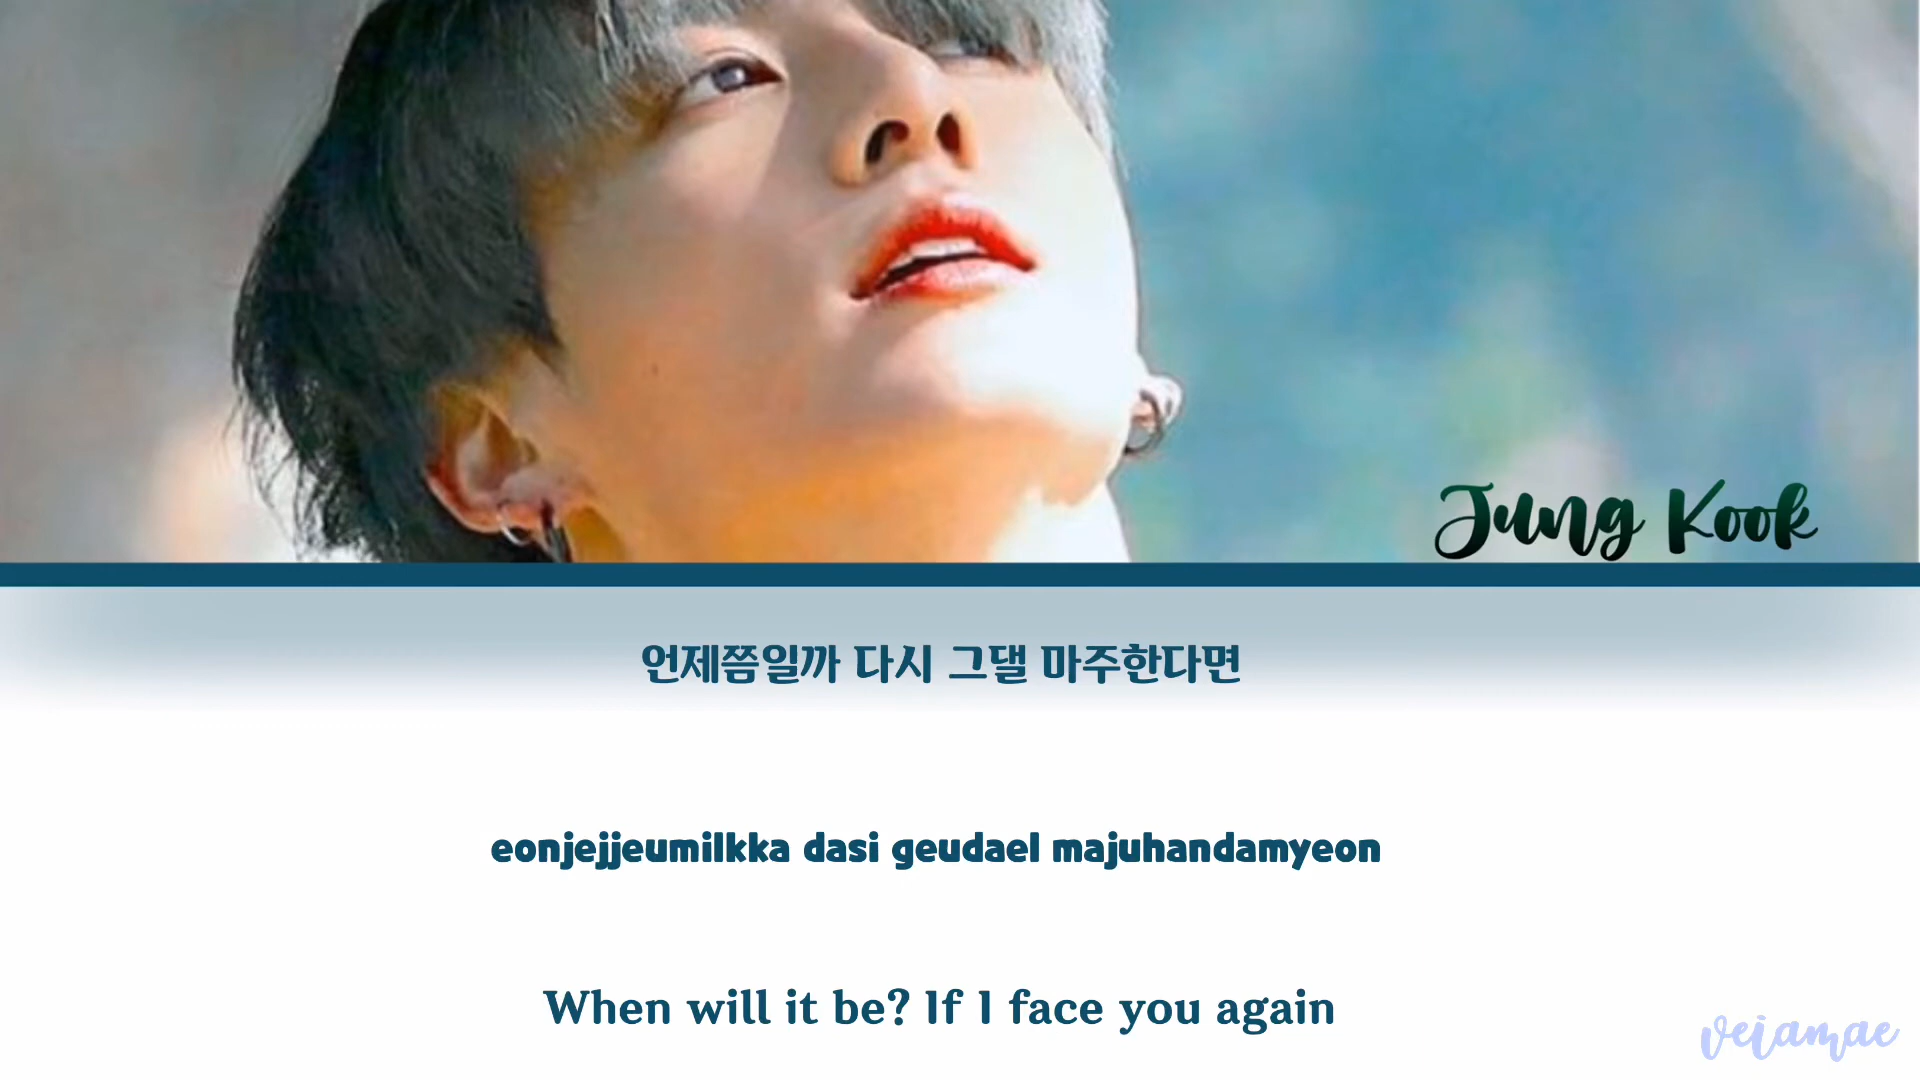 Jung Kook
언제쯤일까 다시 그댈 마주한다면
eonjejjeumilkka dasi geudael majuhandamyeon
When will it be? If I face you again
veiamae